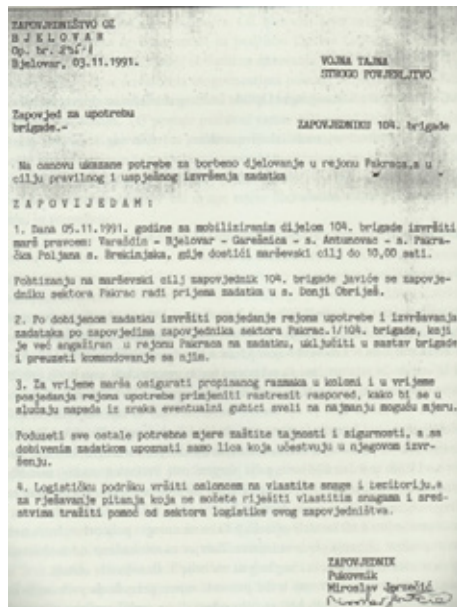 ZAPOVJEDNIŠTVO OZ
B J E L O V A R
Op. br.
Bjelovar, 03.11.1991.
VOJNA TAJNA
STROGO POVJERLJIVO
Zapovjed za upotrebu
brigade.-
ZAPOVJEDNIKU 104. brigade
Na osnovu ukazane potrebe za borbeno djelovanje u rejonu Pakraca,a u
cilju pravilnog i uspješnog izvršenja zadatka
Z A P O V I J E D A M :
1. Dana 05.11.1991. godine sa mobiliziranim dijelom 104. brigade izvršiti
marš pravcem: Varaždin - Bjelovar - Garešnica - s. Antunovac - s. Pakra-
čka Poljana s. Brekinjska, gdje dostići marševski cilj do 10,00 sati.
Poštizanju na marševski cilj zapovjednik 104. brigade javiće se zapovje-
dniku sektora Pakrac radi prijema zadatka u s. Donji Obriješ.
2. Po dobijenom zadatku izvršiti posjedanje rejona upotrebe i izvršavanja
zadataka po zapovjedima zapovjednika sektora Pakrac.1/104. brigade, koji
je već angažiran u rejonu Pakraca na zadatku, uključiti u sastav brigade
i preuzeti komandovanje sa njim.
3. Za vrijeme marša osigurati propisanog razmaka u koloni i u vrijeme
posjedanja rejona upotrebe primjeniti rastresit raspored, kako bi se u
slučaju napada iz zraka eventualni gubici sveli na najmanju moguću mjeru.
Poduzeti sve ostale potrebne mjere zaštite tajnosti i sigurnosti, a sa
dobivenim zadatkom upoznati samo lica koja učestvuju u njegovom izvr-
šenju.
4. Logističku podršku vršiti osloncem na vlastite snage i teritoriju,a
za rješavanje pitanja koja ne možete riješiti vlastitim snagama i sred-
stvima tražiti pomoć od sektora logistike ovog zapovjedništva.
ZAPOVJEDNIK
Pukovnik
Miroslav Jerzečić